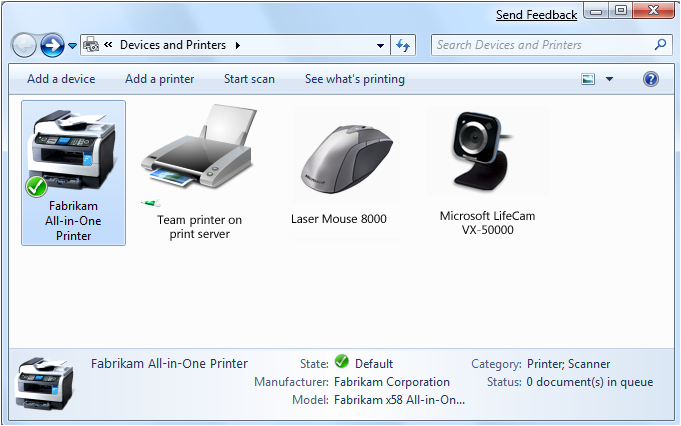 Send Feedback
« Devices and Printers
Search Devices and Printers
Add a device Add a printer Start scan See what's printing
Fabrikam
All-in-One
Printer
Team printer on
print server
Laser Mouse 8000
Microsoft LifeCam
VX-50000
Fabrikam All-in-One Printer State: Default Category: Printer; Scanner
Manufacturer: Fabrikam Corporation Status: 0 document(s) in queue
Model: Fabrikam x58 All-in-On...